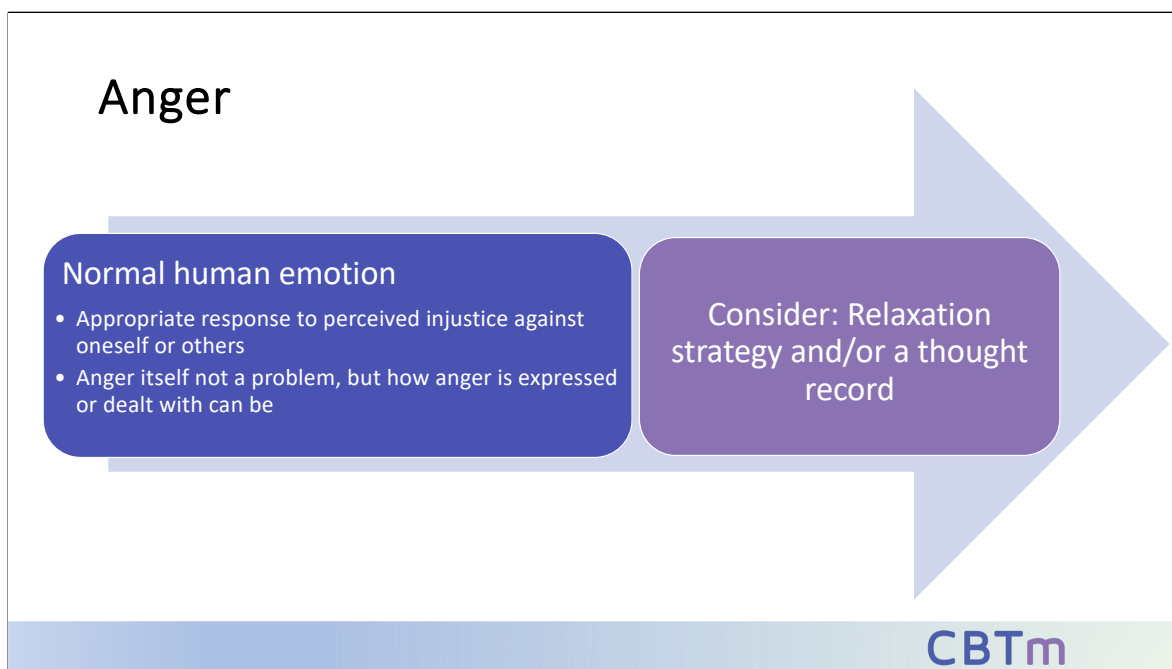 Anger
Normal human emotion
• Appropriate response to perceived injustice against
oneself or others
• Anger itself not a problem, but how anger is expressed
or dealt with can be
Consider: Relaxation
strategy and/or a thought
record
CBTm